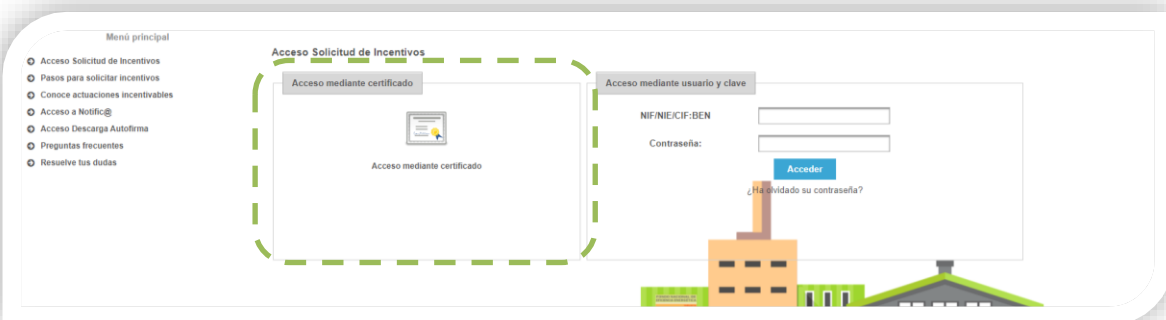 Menú principal
Acceso Solicitud de Incentivos
Pasos para solicitar incentivos
Conoce actuaciones incentivables
Acceso a Notific@
Acceso Descarga Autofirma
Preguntas frecuentes
Resuelve tus dudas
Acceso Solicitud de Incentivos
Acceso mediante certificado
Acceso mediante certificado
Acceso mediante usuario y clave
NIF/NIE/CIF:BEN
Contraseña:
Acceder
¿Ha olvidado su contraseña?